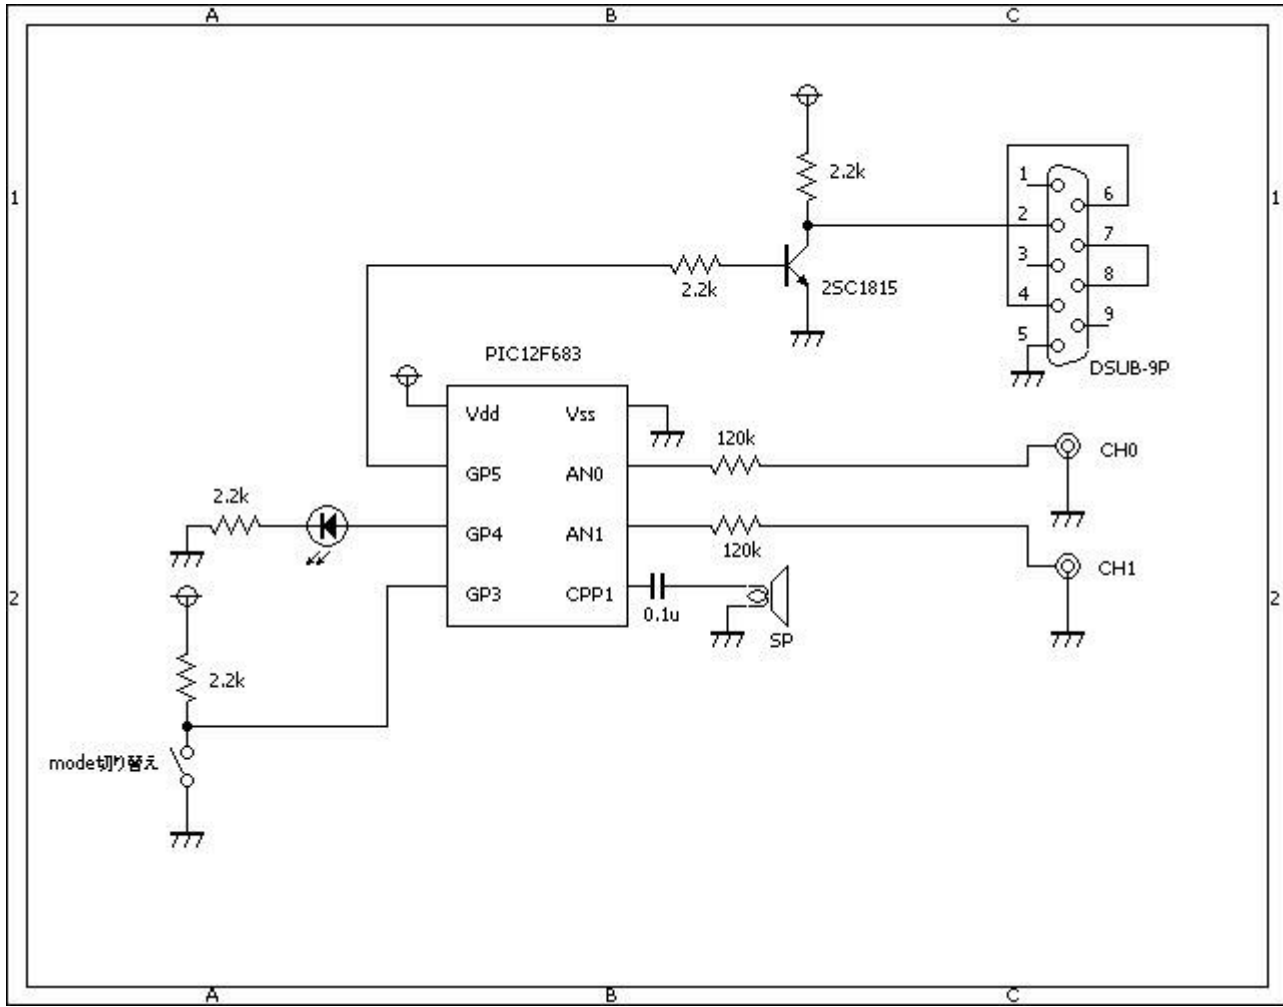 A B C
1 1
2.2k
1
6
2
7
3
2.2k
2SC1815
8
4
9
5
PIC12F683
DSUB-9P
Vdd Vss
120k
CH0
GP5 AN0
2.2k
GP4 AN1
120k
CH1
GP3 CPP1
2 2
0.1u
SP
2.2k
mode切り替え
A B C